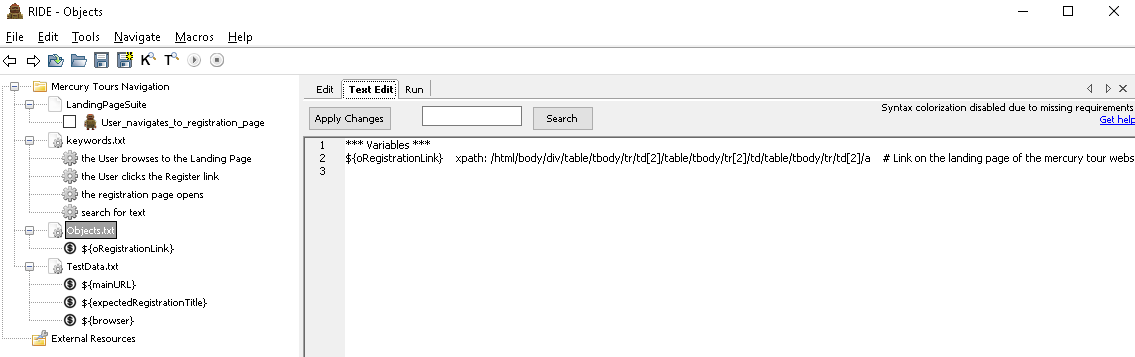 RIDE - Objects
File Edit Tools Navigate Macros Help
K T
Mercury Tours Navigation
LandingPageSuite
User_navigates_to_registration_page
keywords.txt
the User browses to the Landing Page
the User clicks the Register link
the registration page opens
search for text
Objects.txt
${oRegistrationLink}
TestData.txt
${mainURL}
${expectedRegistrationTitle}
${browser}
External Resources
Edit Text Edit Run
Apply Changes Search
Syntax colorization disabled due to missing requirements
Get help
1 *** Variables ***
2 ${oRegistrationLink} xpath: /html/body/div/table/tbody/tr/td[2]/table/tbody/tr[2]/td/table/tbody/tr/td[2]/a # Link on the landing page of the mercury tour webs
3